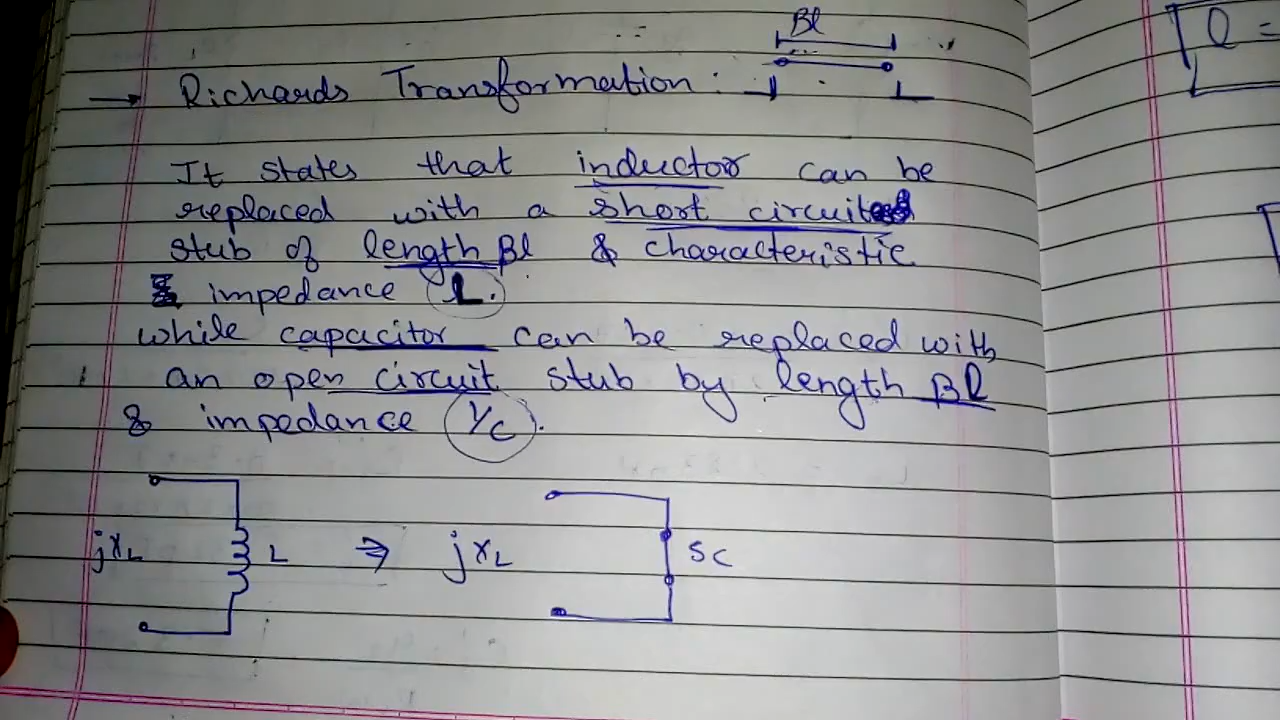 Bl
→ Richards Transformation :
It states that inductor can be
replaced with a short circuit
stub of length βl & characteristic
impedance (L.)
while capacitor can be replaced with
an open circuit stub by length βl
& impedance (1/C).
jXL L ⇒ jXL SC
l =